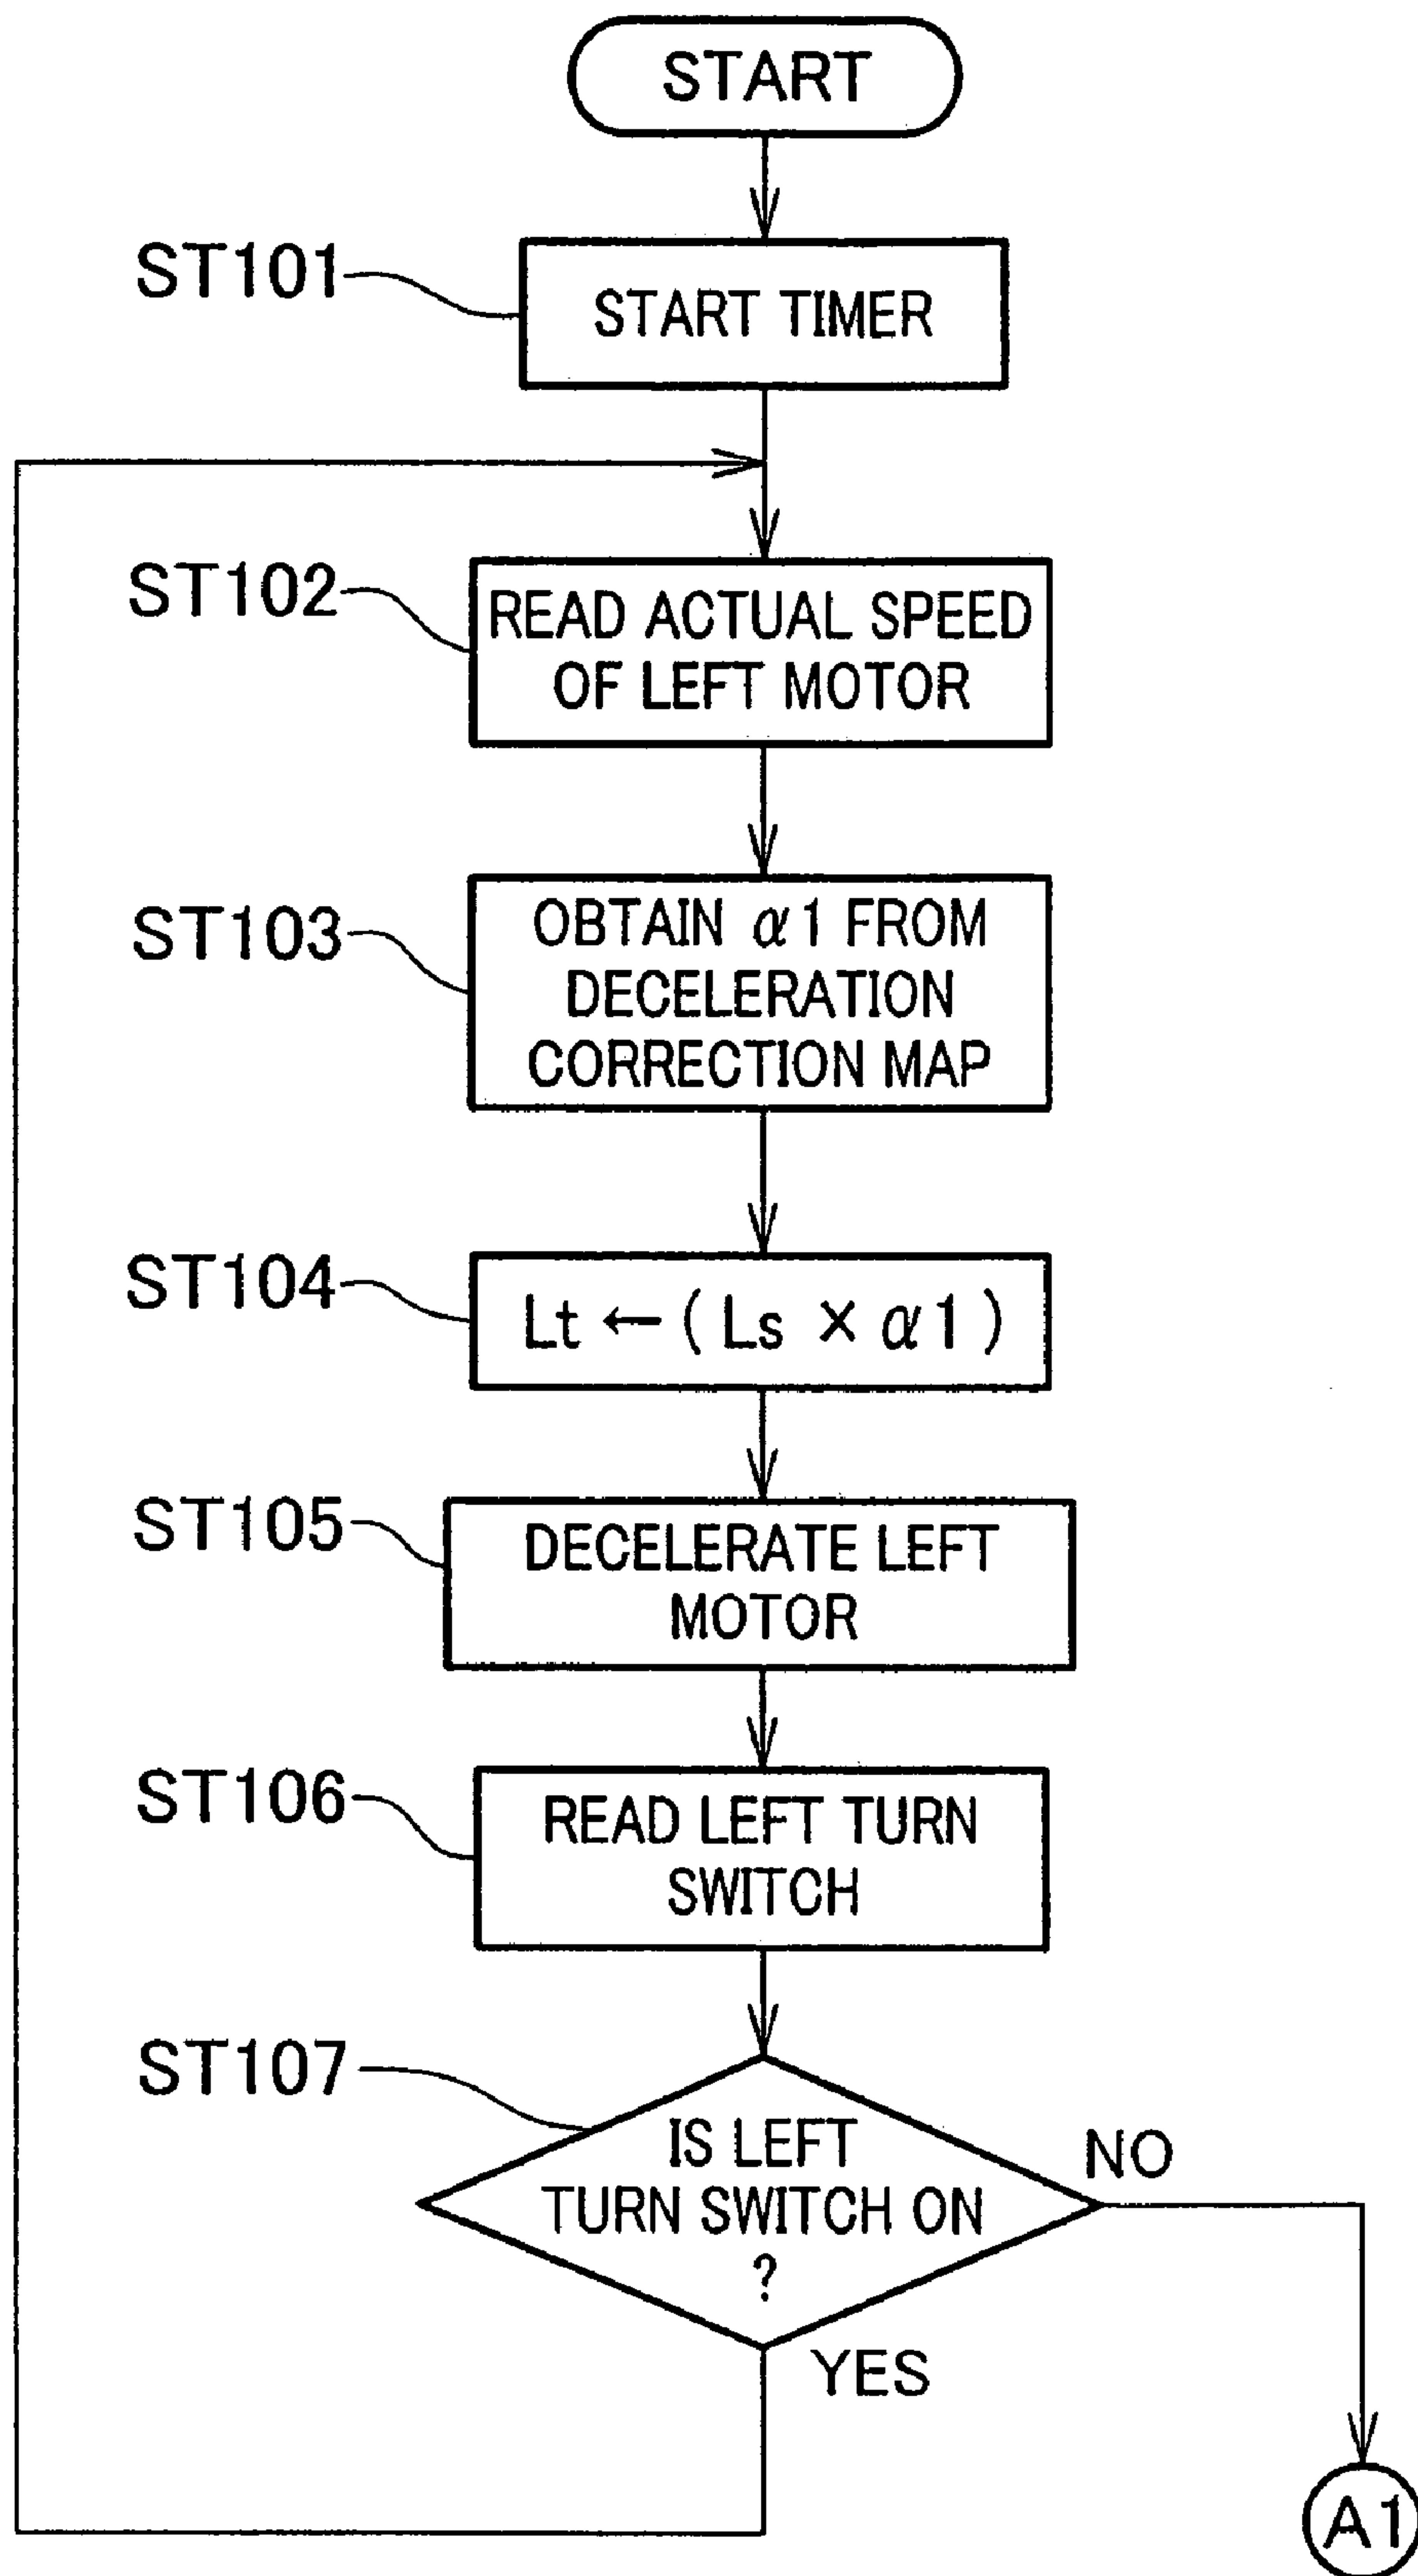 START
ST101
START TIMER
ST102
READ ACTUAL SPEED
OF LEFT MOTOR
ST103
OBTAIN α1 FROM
DECELERATION
CORRECTION MAP
ST104
Lt ← ( Ls × α1 )
ST105
DECELERATE LEFT
MOTOR
ST106
READ LEFT TURN
SWITCH
ST107
IS LEFT
TURN SWITCH ON
?
NO
YES
A1